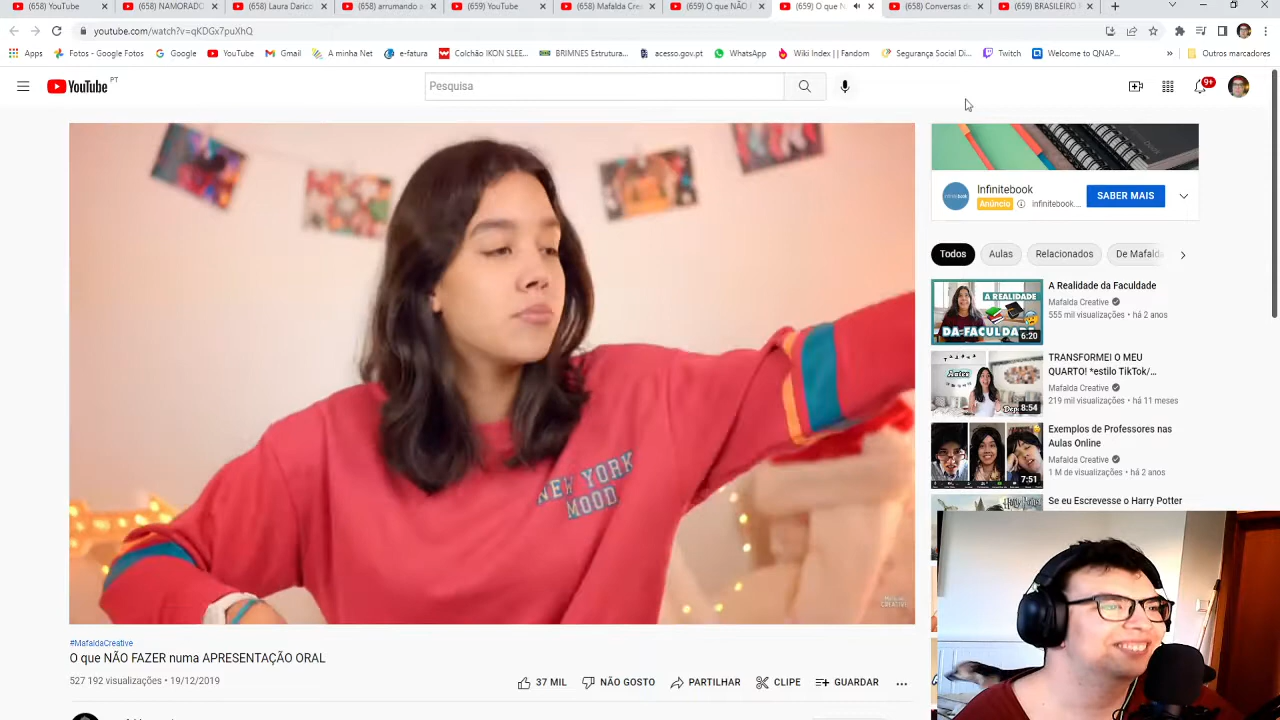 (658) YouTube
(658) NAMORADO
(658) Laura Darico
(658) arrumando a
(659) YouTube
(658) Mafalda Cre
(659) O que NÃO
(659) O que N
(658) Conversas de
(659) BRASILEIRO
youtube.com/watch?v=qKDGx7puXhQ
Apps
Fotos - Google Fotos
Google
YouTube
Gmail
A minha Net
e-fatura
Colchão IKON SLEE...
BRIMNES Estrutura...
acesso.gov.pt
WhatsApp
Wiki Index | Fandom
Segurança Social Di...
Twitch
Welcome to QNAP...
»
Outros marcadores
YouTube PT
Pesquisa
9+
Infinitebook
Anúncio infinitebook....
SABER MAIS
Todos
Aulas
Relacionados
De Mafalda
A REALIDADE
DA FACULDADE
6:20
A Realidade da Faculdade
Mafalda Creative
555 mil visualizações • há 2 anos
Antes
8:54
TRANSFORMEI O MEU
QUARTO! *estilo TikTok/...
Mafalda Creative
219 mil visualizações • há 11 meses
7:51
Exemplos de Professores nas
Aulas Online
Mafalda Creative
1 M de visualizações • há 2 anos
Se eu Escrevesse o Harry Potter
NEW YORK
MOOD
MAFALDA
CREATIVE
#MafaldaCreative
O que NÃO FAZER numa APRESENTAÇÃO ORAL
527 192 visualizações • 19/12/2019
37 MIL
NÃO GOSTO
PARTILHAR
CLIPE
GUARDAR
...